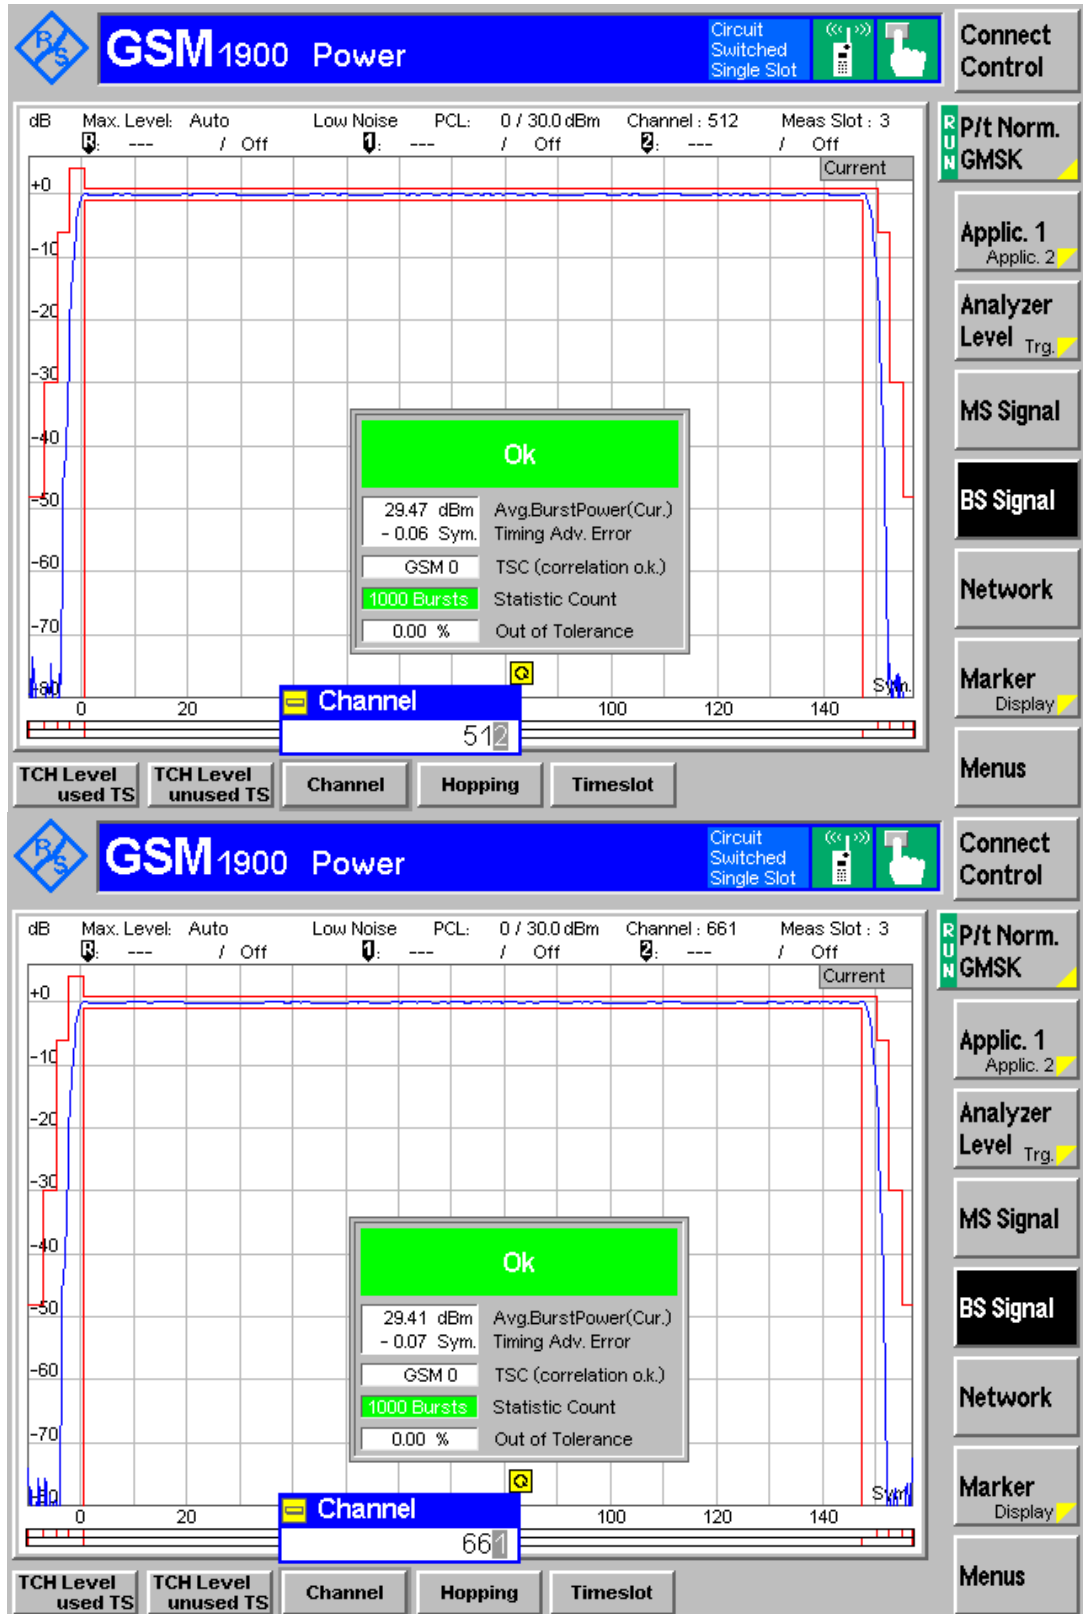 R/S
GSM 1900 Power
Circuit
Switched
Single Slot
Connect
Control
dB Max. Level: Auto Low Noise PCL: 0 / 30.0 dBm Channel : 512 Meas Slot : 3
R : --- / Off 1 : --- / Off 2 : --- / Off
RUN
P/t Norm.
GMSK
Current
+0
-10
-20
-30
-40
-50
-60
-70
-80
Applic. 1
Applic. 2
Analyzer
Level Trg.
MS Signal
BS Signal
Network
Marker
Display
Menus
Ok
29.47 dBm Avg.BurstPower(Cur.)
- 0.06 Sym. Timing Adv. Error
GSM 0 TSC (correlation o.k.)
1000 Bursts Statistic Count
0.00 % Out of Tolerance
Sym.
0 20 100 120 140
Channel
512
TCH Level
used TS
TCH Level
unused TS
Channel
Hopping
Timeslot
R/S
GSM 1900 Power
Circuit
Switched
Single Slot
Connect
Control
dB Max. Level: Auto Low Noise PCL: 0 / 30.0 dBm Channel : 661 Meas Slot : 3
R : --- / Off 1 : --- / Off 2 : --- / Off
RUN
P/t Norm.
GMSK
Current
+0
-10
-20
-30
-40
-50
-60
-70
Applic. 1
Applic. 2
Analyzer
Level Trg.
MS Signal
BS Signal
Network
Marker
Display
Menus
Ok
29.41 dBm Avg.BurstPower(Cur.)
- 0.07 Sym. Timing Adv. Error
GSM 0 TSC (correlation o.k.)
1000 Bursts Statistic Count
0.00 % Out of Tolerance
Sym.
0 20 100 120 140
Channel
661
TCH Level
used TS
TCH Level
unused TS
Channel
Hopping
Timeslot